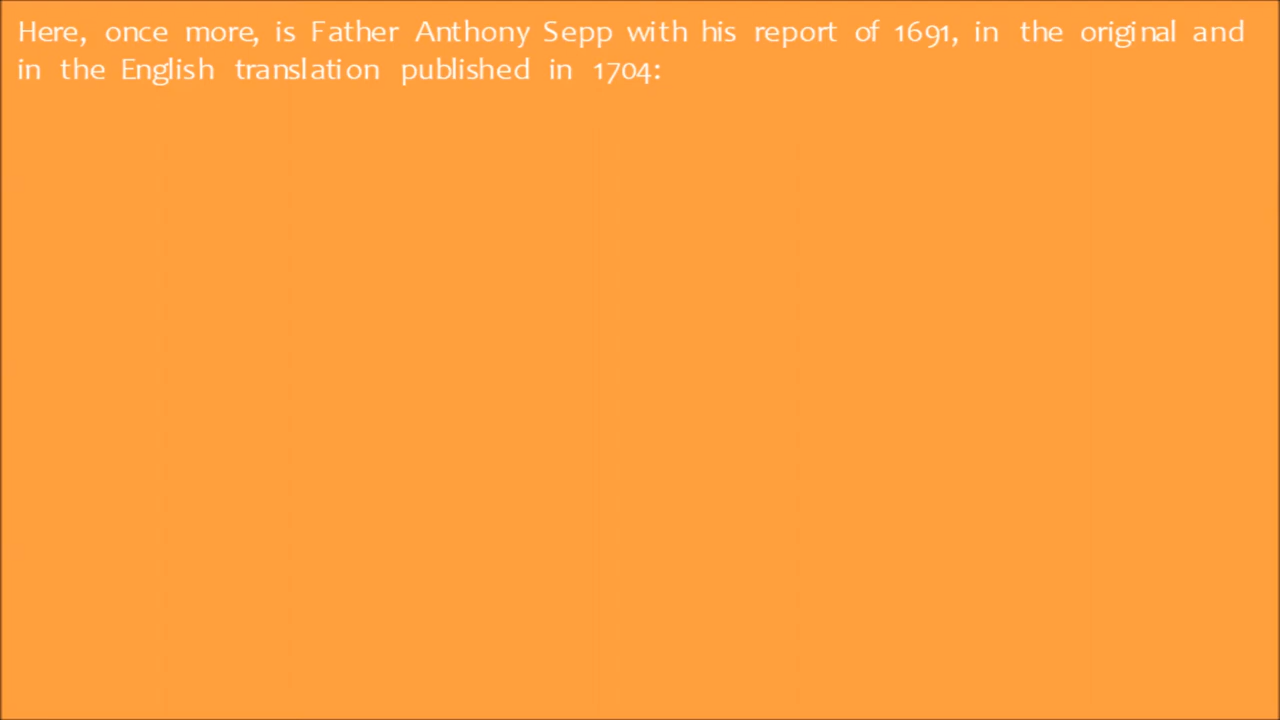 Here, once more, is Father Anthony Sepp with his report of 1691, in the original and
in the English translation published in 1704: